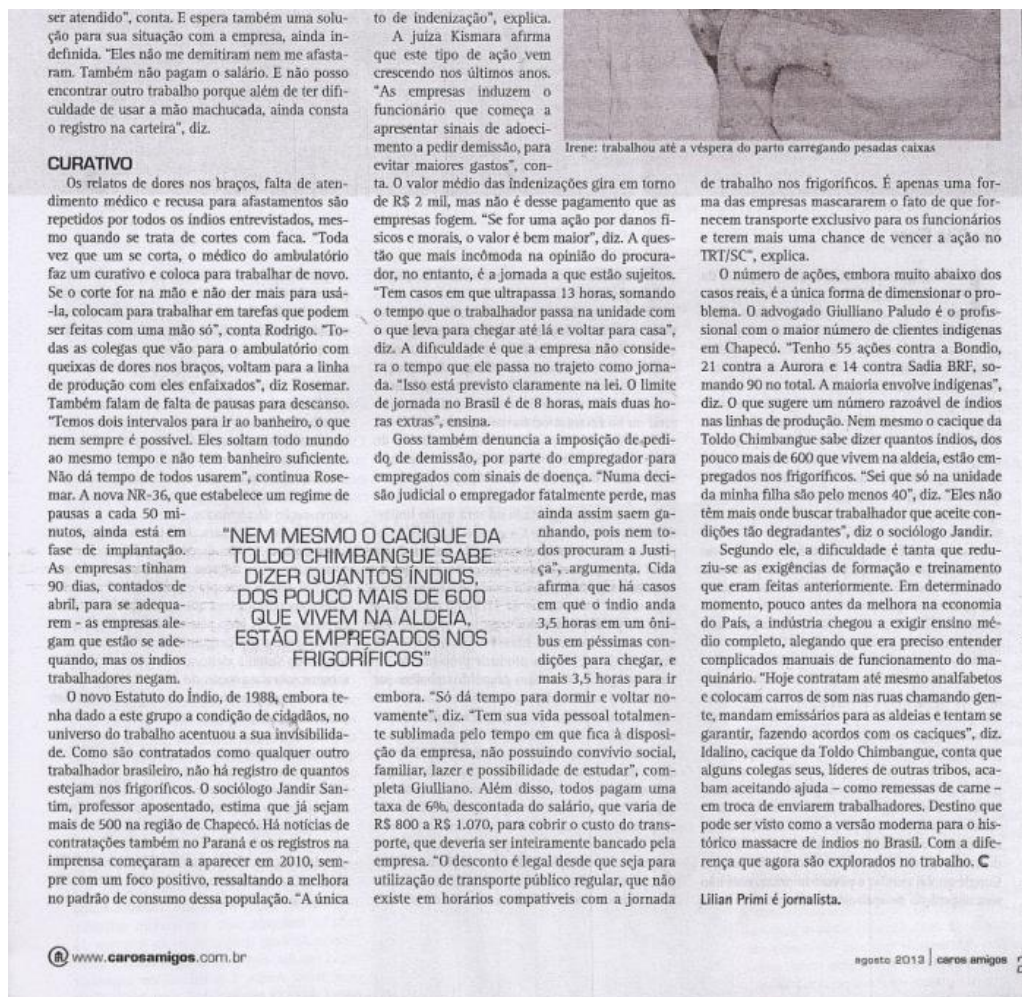 ser atendido", conta. E espera também uma solu-
ção para sua situação com a empresa, ainda in-
definida. "Eles não me demitiram nem me afasta-
ram. Também não pagam o salário. E não posso
encontrar outro trabalho porque além de ter difi-
culdade de usar a mão machucada, ainda consta
o registro na carteira", diz.
CURATIVO
Os relatos de dores nos braços, falta de aten-
dimento médico e recusa para afastamentos são
repetidos por todos os índios entrevistados, mes-
mo quando se trata de cortes com faca. "Toda
vez que um se corta, o médico do ambulatório
faz um curativo e coloca para trabalhar de novo.
Se o corte for na mão e não der mais para usá-
-la, colocam para trabalhar em tarefas que podem
ser feitas com uma mão só", conta Rodrigo. "To-
das as colegas que vão para o ambulatório com
queixas de dores nos braços, voltam para a linha
de produção com eles enfaixados", diz Rosemar.
Também falam de falta de pausas para descanso.
"Temos dois intervalos para ir ao banheiro, o que
nem sempre é possível. Eles soltam todo mundo
ao mesmo tempo e não tem banheiro suficiente.
Não dá tempo de todos usarem", continua Rose-
mar. A nova NR-36, que estabelece um regime de
pausas a cada 50 mi-
nutos, ainda está em
fase de implantação.
As empresas tinham
90 dias, contados de
abril, para se adequa-
rem - as empresas ale-
gam que estão se ade-
quando, mas os índios
trabalhadores negam.
O novo Estatuto do Índio, de 1988, embora te-
nha dado a este grupo a condição de cidadãos, no
universo do trabalho acentuou a sua invisibilida-
de. Como são contratados como qualquer outro
trabalhador brasileiro, não há registro de quantos
estejam nos frigoríficos. O sociólogo Jandir San-
tim, professor aposentado, estima que já sejam
mais de 500 na região de Chapecó. Há notícias de
contratações também no Paraná e os registros na
imprensa começaram a aparecer em 2010, sem-
pre com um foco positivo, ressaltando a melhora
no padrão de consumo dessa população. "A única
"NEM MESMO O CACIQUE DA
TOLDO CHIMBANGUE SABE
DIZER QUANTOS ÍNDIOS,
DOS POUCO MAIS DE 600
QUE VIVEM NA ALDEIA,
ESTÃO EMPREGADOS NOS
FRIGORÍFICOS"
to de indenização", explica.
A juíza Kismara afirma
que este tipo de ação vem
crescendo nos últimos anos.
"As empresas induzem o
funcionário que começa a
apresentar sinais de adoeci-
mento a pedir demissão, para
evitar maiores gastos", con-
ta. O valor médio das indenizações gira em torno
de R$ 2 mil, mas não é desse pagamento que as
empresas fogem. "Se for uma ação por danos fí-
sicos e morais, o valor é bem maior", diz. A ques-
tão que mais incômoda na opinião do procura-
dor, no entanto, é a jornada a que estão sujeitos.
"Tem casos em que ultrapassa 13 horas, somando
o tempo que o trabalhador passa na unidade com
o que leva para chegar até lá e voltar para casa",
diz. A dificuldade é que a empresa não conside-
ra o tempo que ele passa no trajeto como jorna-
da. "Isso está previsto claramente na lei. O limite
de jornada no Brasil é de 8 horas, mais duas ho-
ras extras", ensina.
Goss também denuncia a imposição de pedi-
do de demissão, por parte do empregador para
empregados com sinais de doença. "Numa deci-
são judicial o empregador fatalmente perde, mas
ainda assim saem ga-
nhando, pois nem to-
dos procuram a Justi-
ça", argumenta. Cida
afirma que há casos
em que o índio anda
3,5 horas em um ôni-
bus em péssimas con-
dições para chegar, e
mais 3,5 horas para ir
embora. "Só dá tempo para dormir e voltar no-
vamente", diz. "Tem sua vida pessoal totalmen-
te sublimada pelo tempo em que fica à disposi-
ção da empresa, não possuindo convívio social,
familiar, lazer e possibilidade de estudar", com-
pleta Giulliano. Além disso, todos pagam uma
taxa de 6%, descontada do salário, que varia de
R$ 800 a R$ 1.070, para cobrir o custo do trans-
porte, que deveria ser inteiramente bancado pela
empresa. "O desconto é legal desde que seja para
utilização de transporte público regular, que não
existe em horários compatíveis com a jornada
Irene: trabalhou até a véspera do parto carregando pesadas caixas
de trabalho nos frigoríficos. É apenas uma for-
ma das empresas mascararem o fato de que for-
necem transporte exclusivo para os funcionários
e terem mais uma chance de vencer a ação no
TRT/SC", explica.
O número de ações, embora muito abaixo dos
casos reais, é a única forma de dimensionar o pro-
blema. O advogado Giulliano Paludo é o profis-
sional com o maior número de clientes indígenas
em Chapecó. "Tenho 55 ações contra a Bondio,
21 contra a Aurora e 14 contra Sadia BRF, so-
mando 90 no total. A maioria envolve indígenas",
diz. O que sugere um número razoável de índios
nas linhas de produção. Nem mesmo o cacique da
Toldo Chimbangue sabe dizer quantos índios, dos
pouco mais de 600 que vivem na aldeia, estão em-
pregados nos frigoríficos. "Sei que só na unidade
da minha filha são pelo menos 40", diz. "Eles não
têm mais onde buscar trabalhador que aceite con-
dições tão degradantes", diz o sociólogo Jandir.
Segundo ele, a dificuldade é tanta que redu-
ziu-se as exigências de formação e treinamento
que eram feitas anteriormente. Em determinado
momento, pouco antes da melhora na economia
do País, a indústria chegou a exigir ensino mé-
dio completo, alegando que era preciso entender
complicados manuais de funcionamento do ma-
quinário. "Hoje contratam até mesmo analfabetos
e colocam carros de som nas ruas chamando gen-
te, mandam emissários para as aldeias e tentam se
garantir, fazendo acordos com os caciques", diz.
Idalino, cacique da Toldo Chimbangue, conta que
alguns colegas seus, líderes de outras tribos, aca-
bam aceitando ajuda – como remessas de carne –
em troca de enviarem trabalhadores. Destino que
pode ser visto como a versão moderna para o his-
tórico massacre de índios no Brasil. Com a dife-
rença que agora são explorados no trabalho. C
Lilian Primi é jornalista.
www.carosamigos.com.br
agosto 2013 | caros amigos